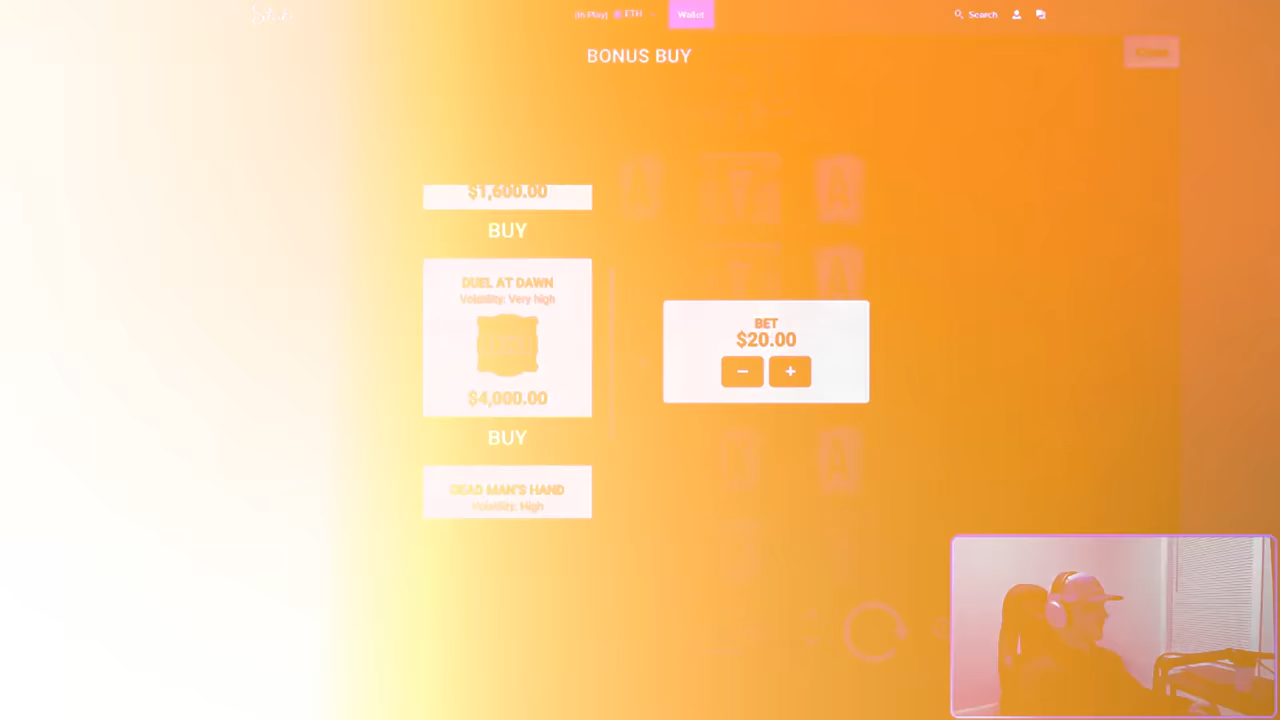 Stake
(In Play) ETH
Wallet
Search
BONUS BUY
$1,600.00
BUY
DUEL AT DAWN
Volatility: Very high
$4,000.00
BUY
DEAD MAN'S HAND
Volatility: High
BET
$20.00
− +
A
A
A
A